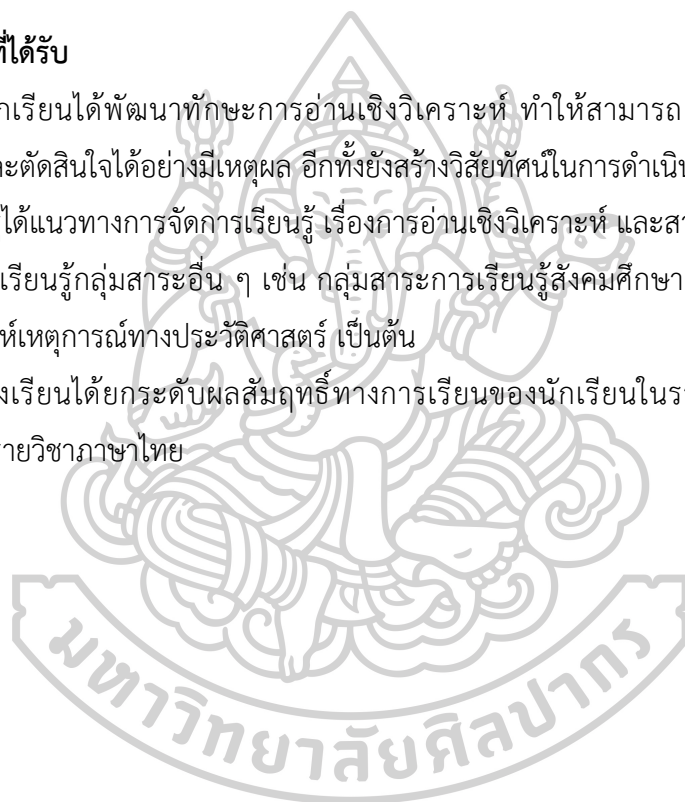 ที่ได้รับ
กเรียนได้พัฒนาทักษะการอ่านเชิงวิเคราะห์ ทำให้สามารถ
ละตัดสินใจได้อย่างมีเหตุผล อีกทั้งยังสร้างวิสัยทัศน์ในการดำเนิน
ได้แนวทางการจัดการเรียนรู้ เรื่องการอ่านเชิงวิเคราะห์ และสา
เรียนรู้กลุ่มสาระอื่น ๆ เช่น กลุ่มสาระการเรียนรู้สังคมศึกษา
ห์เหตุการณ์ทางประวัติศาสตร์ เป็นต้น
งเรียนได้ยกระดับผลสัมฤทธิ์ทางการเรียนของนักเรียนในรา
รายวิชาภาษาไทย
มหาวิทยาลัยศิลปากร